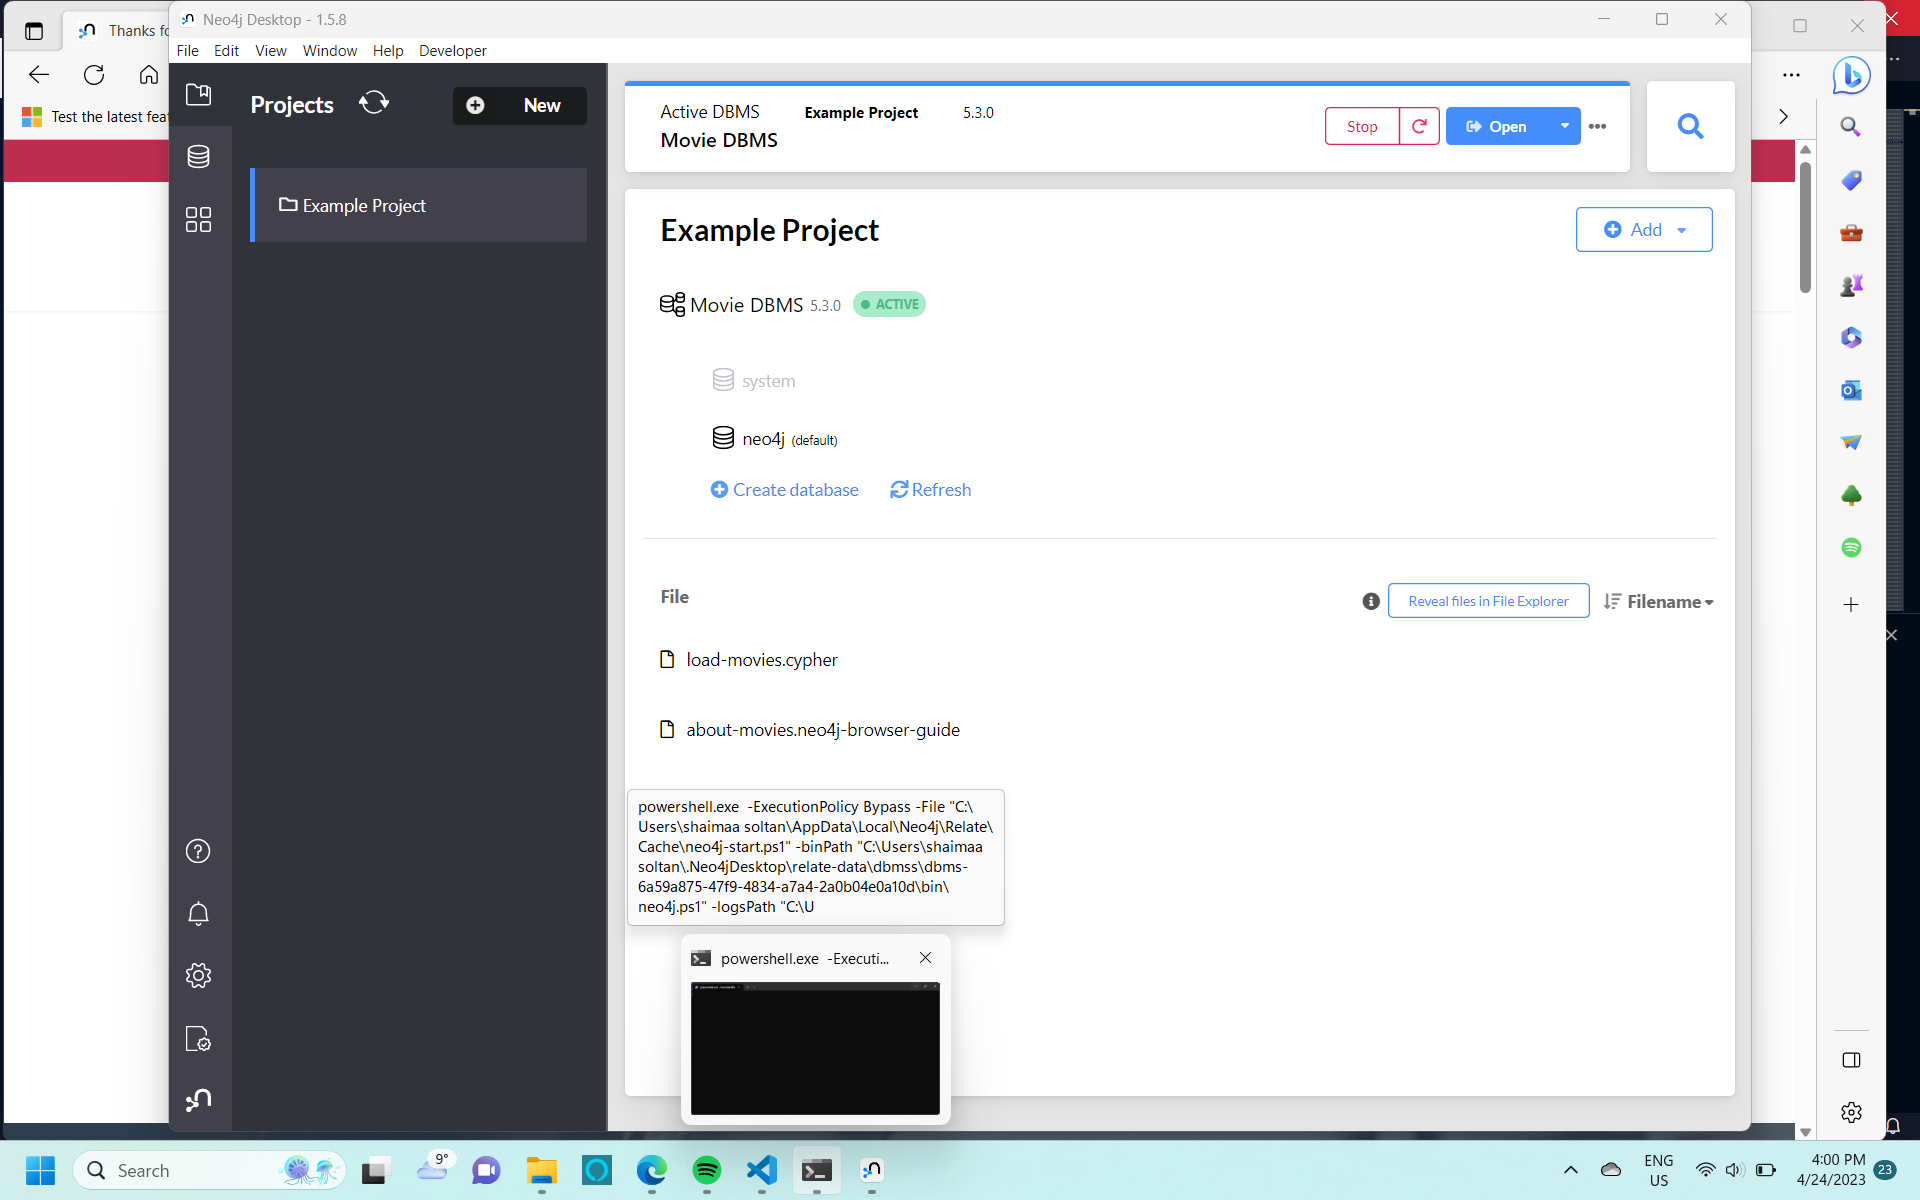 Thanks fo
Test the latest feat
Neo4j Desktop - 1.5.8
File Edit View Window Help Developer
Projects
New
Example Project
Active DBMS Example Project 5.3.0
Movie DBMS
Stop
Open
Example Project
Add
Movie DBMS 5.3.0 ACTIVE
system
neo4j (default)
Create database Refresh
File
Reveal files in File Explorer
Filename
load-movies.cypher
about-movies.neo4j-browser-guide
powershell.exe  -ExecutionPolicy Bypass -File "C:\
Users\shaimaa soltan\AppData\Local\Neo4j\Relate\
Cache\neo4j-start.ps1" -binPath "C:\Users\shaimaa
soltan\.Neo4jDesktop\relate-data\dbmss\dbms-
6a59a875-47f9-4834-a7a4-2a0b04e0a10d\bin\
neo4j.ps1" -logsPath "C:\U
powershell.exe  -Executi...
Search
9°
ENG
US
4:00 PM
4/24/2023
23